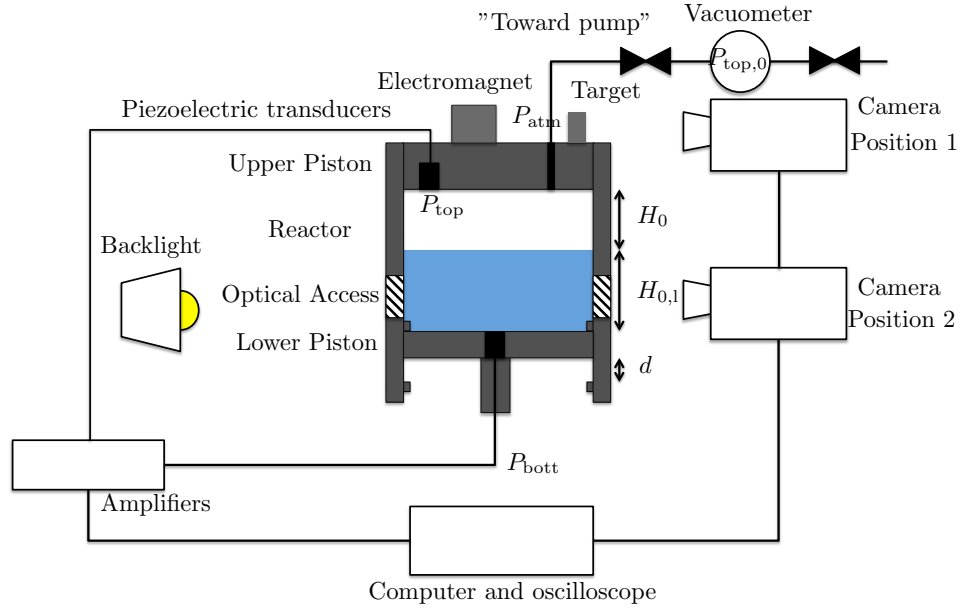 "Toward pump"
Vacuometer
P_top,0
Electromagnet
Target
Piezoelectric transducers
P_atm
Camera
Position 1
Upper Piston
P_top
H_0
Reactor
Backlight
Optical Access
H_0,l
Camera
Position 2
Lower Piston
d
P_bott
Amplifiers
Computer and oscilloscope